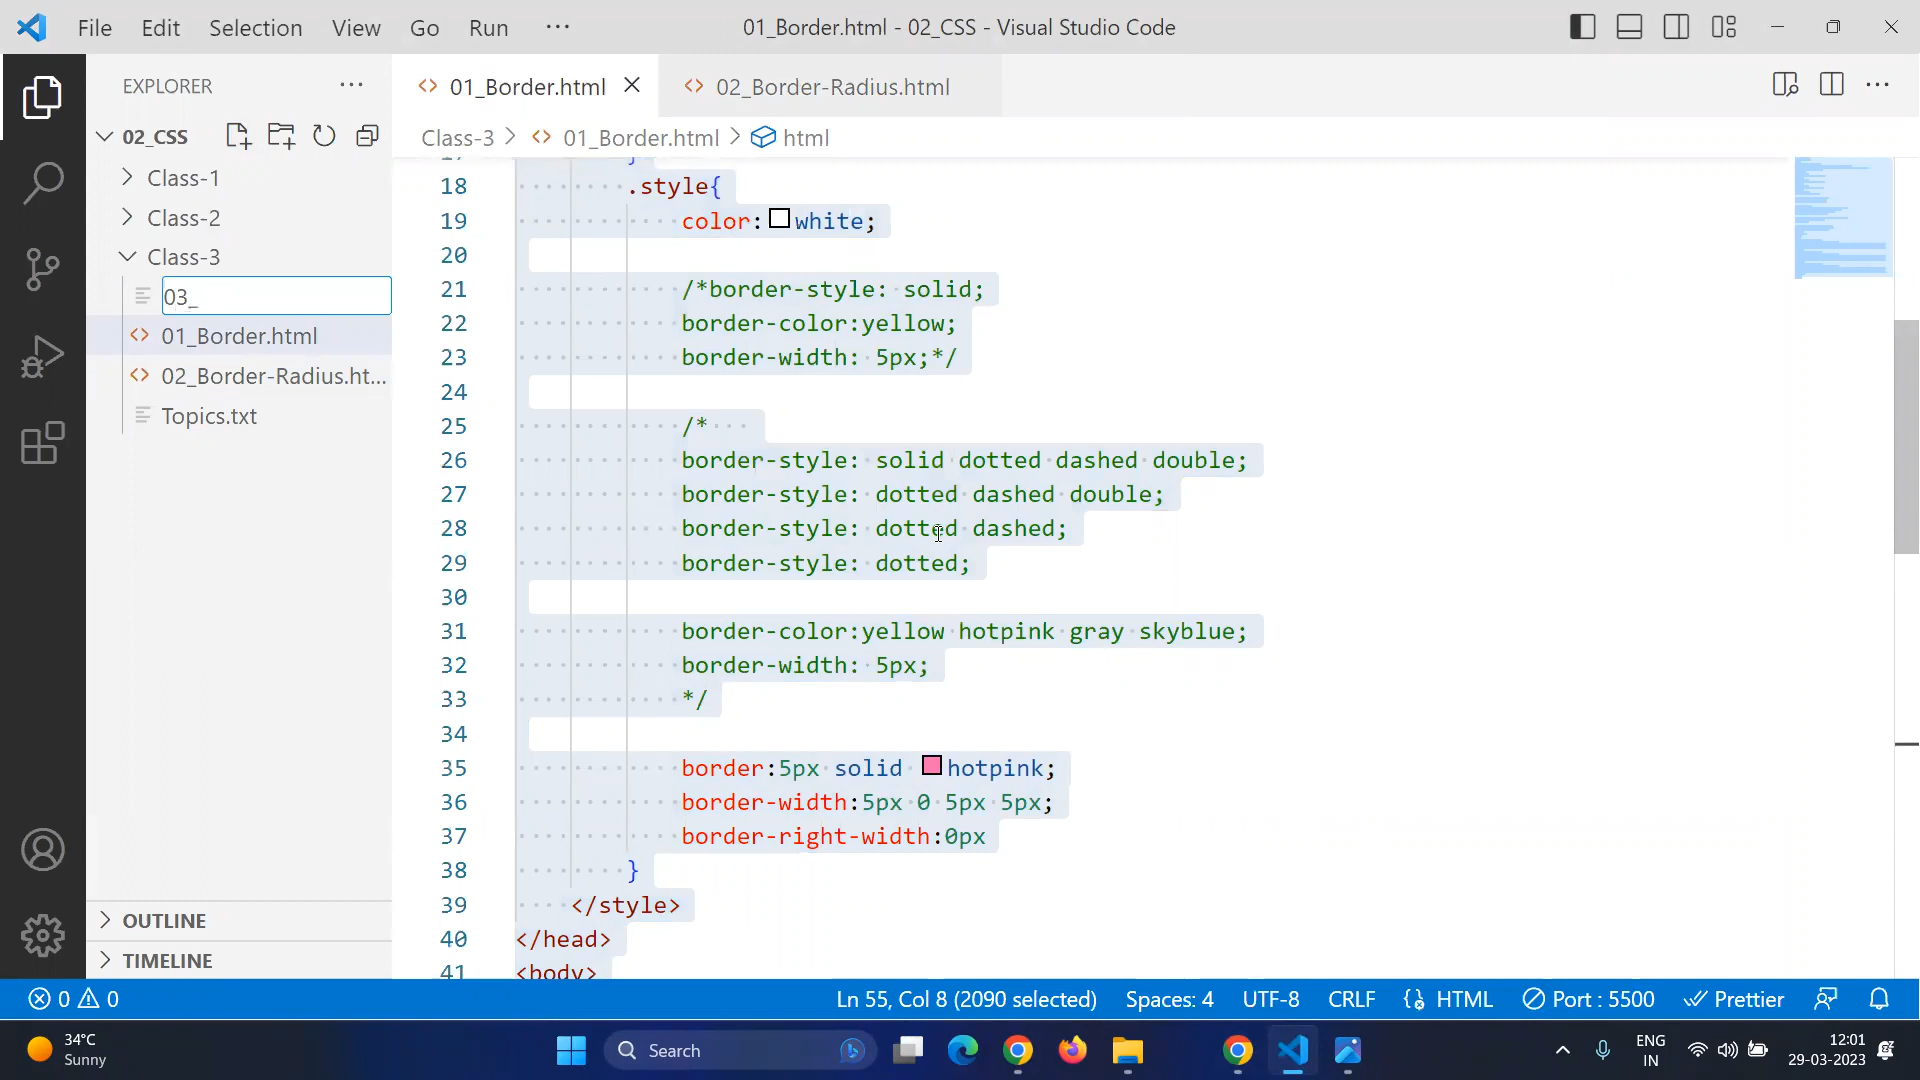 File Edit Selection View Go Run ··· 01_Border.html - 02_CSS - Visual Studio Code
EXPLORER ···
01_Border.html 02_Border-Radius.html
02_CSS
Class-3 > 01_Border.html > html
Class-1
Class-2
Class-3
03_
01_Border.html
02_Border-Radius.ht...
Topics.txt
OUTLINE
TIMELINE
18 .style{
19 color: white;
20
21 /*border-style: solid;
22 border-color:yellow;
23 border-width: 5px;*/
24
25 /*
26 border-style: solid dotted dashed double;
27 border-style: dotted dashed double;
28 border-style: dotted dashed;
29 border-style: dotted;
30
31 border-color:yellow hotpink gray skyblue;
32 border-width: 5px;
33 */
34
35 border:5px solid hotpink;
36 border-width:5px 0 5px 5px;
37 border-right-width:0px
38 }
39 </style>
40 </head>
41 <body>
0 0 Ln 55, Col 8 (2090 selected) Spaces: 4 UTF-8 CRLF HTML Port : 5500 Prettier
34°C
Sunny
Search
ENG
IN
12:01
29-03-2023